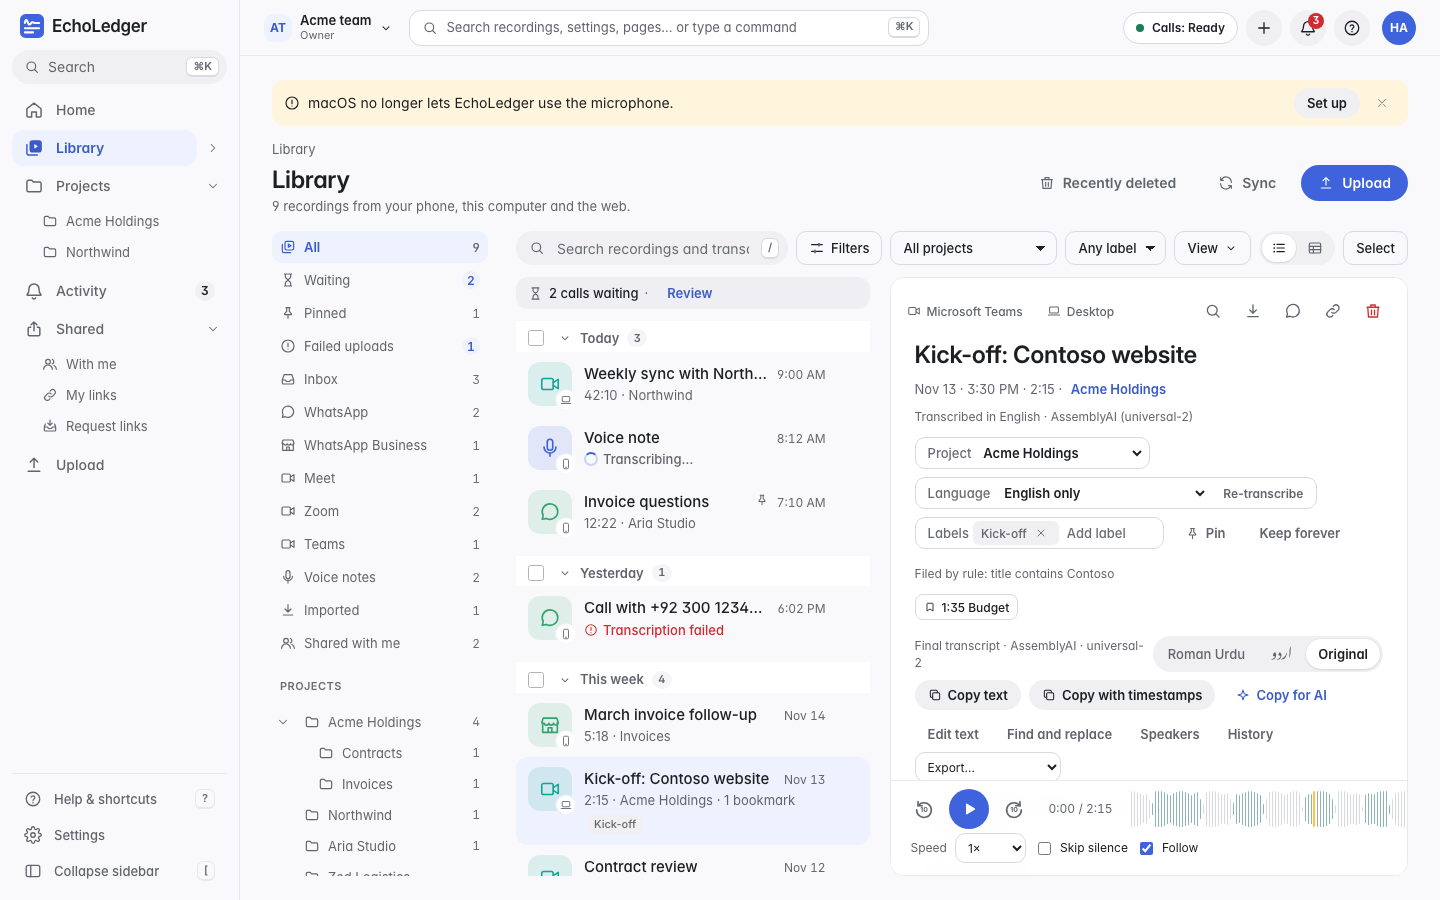 EchoLedger
Search ⌘K
Home
Library
Projects
Acme Holdings
Northwind
Activity 3
Shared
With me
My links
Request links
Upload
Help & shortcuts ?
Settings
Collapse sidebar [
AT Acme team
Owner
Search recordings, settings, pages... or type a command ⌘K
Calls: Ready
3
HA
macOS no longer lets EchoLedger use the microphone.
Set up
Library
Library
9 recordings from your phone, this computer and the web.
Recently deleted
Sync
Upload
All 9
Waiting 2
Pinned 1
Failed uploads 1
Inbox 3
WhatsApp 2
WhatsApp Business 1
Meet 1
Zoom 2
Teams 1
Voice notes 2
Imported 1
Shared with me 2
PROJECTS
Acme Holdings 4
Contracts 1
Invoices 1
Northwind 1
Aria Studio 1
Search recordings and transc /
Filters
All projects
Any label
View
Select
2 calls waiting · Review
Today 3
Weekly sync with North... 9:00 AM
42:10 · Northwind
Voice note 8:12 AM
Transcribing...
Invoice questions 7:10 AM
12:22 · Aria Studio
Yesterday 1
Call with +92 300 1234... 6:02 PM
Transcription failed
This week 4
March invoice follow-up Nov 14
5:18 · Invoices
Kick-off: Contoso website Nov 13
2:15 · Acme Holdings · 1 bookmark
Kick-off
Contract review Nov 12
Microsoft Teams Desktop
Kick-off: Contoso website
Nov 13 · 3:30 PM · 2:15 · Acme Holdings
Transcribed in English · AssemblyAI (universal-2)
Project Acme Holdings
Language English only Re-transcribe
Labels Kick-off × Add label Pin Keep forever
Filed by rule: title contains Contoso
1:35 Budget
Final transcript · AssemblyAI · universal-
2
Roman Urdu اردو Original
Copy text Copy with timestamps Copy for AI
Edit text Find and replace Speakers History
Export...
10 10 0:00 / 2:15
Speed 1× Skip silence Follow